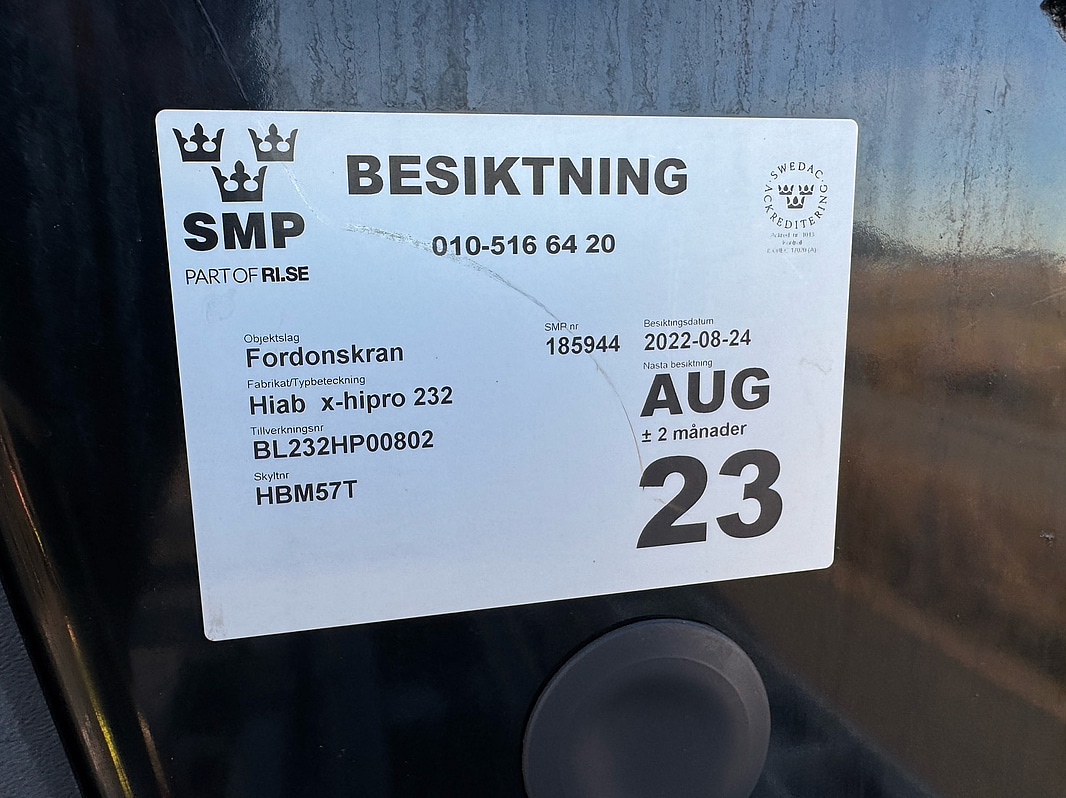 BESIKTNING
SMP
PART OF RI.SE
010-516 64 20
SWEDAC
ACKREDITERING
Objektslag
Fordonskran
SMP nr
185944
Besiktingsdatum
2022-08-24
Fabrikat/Typbeteckning
Hiab x-hipro 232
Nästa besiktning
AUG
± 2 månader
23
Tillverkningsnr
BL232HP00802
Skyltnr
HBM57T